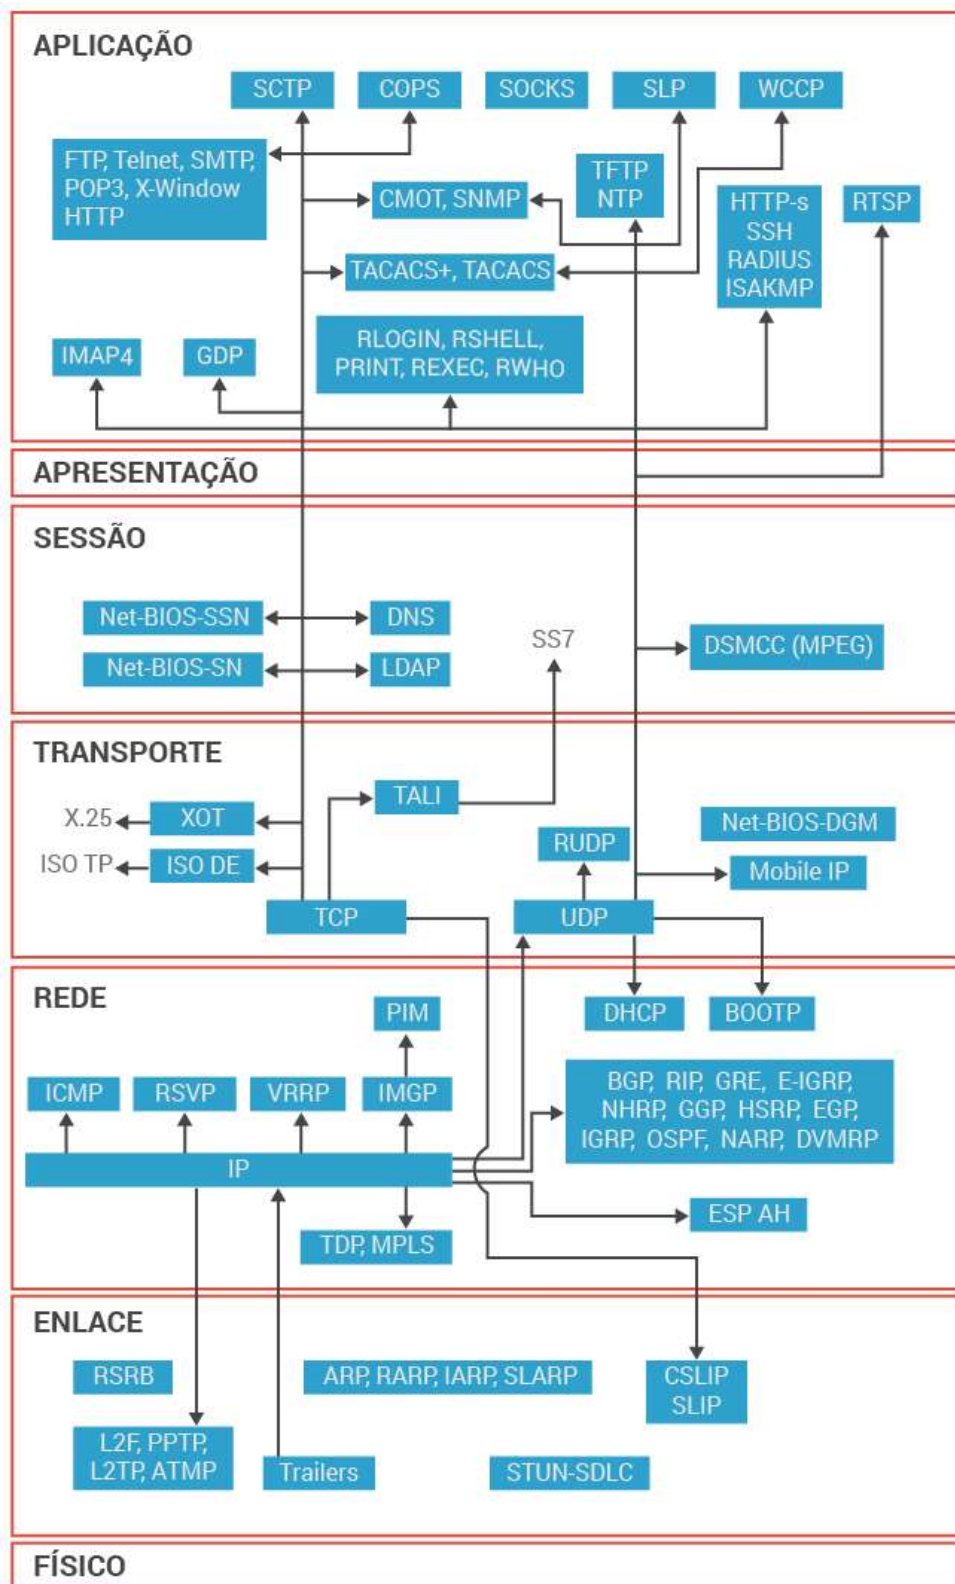 APLICAÇÃO
SCTP
COPS
SOCKS
SLP
WCCP
FTP, Telnet, SMTP,
POP3, X-Window
HTTP
CMOT, SNMP
TFTP
NTP
HTTP-s
SSH
RADIUS
ISAKMP
RTSP
TACACS+, TACACS
IMAP4
GDP
RLOGIN, RSHELL,
PRINT, REXEC, RWHO
APRESENTAÇÃO
SESSÃO
Net-BIOS-SSN
DNS
Net-BIOS-SN
LDAP
SS7
DSMCC (MPEG)
TRANSPORTE
X.25
XOT
TALI
ISO TP
ISO DE
RUDP
Net-BIOS-DGM
Mobile IP
TCP
UDP
REDE
PIM
DHCP
BOOTP
ICMP
RSVP
VRRP
IMGP
BGP, RIP, GRE, E-IGRP,
NHRP, GGP, HSRP, EGP,
IGRP, OSPF, NARP, DVMRP
IP
ESP AH
TDP, MPLS
ENLACE
RSRB
ARP, RARP, IARP, SLARP
CSLIP
SLIP
L2F, PPTP,
L2TP, ATMP
Trailers
STUN-SDLC
FÍSICO